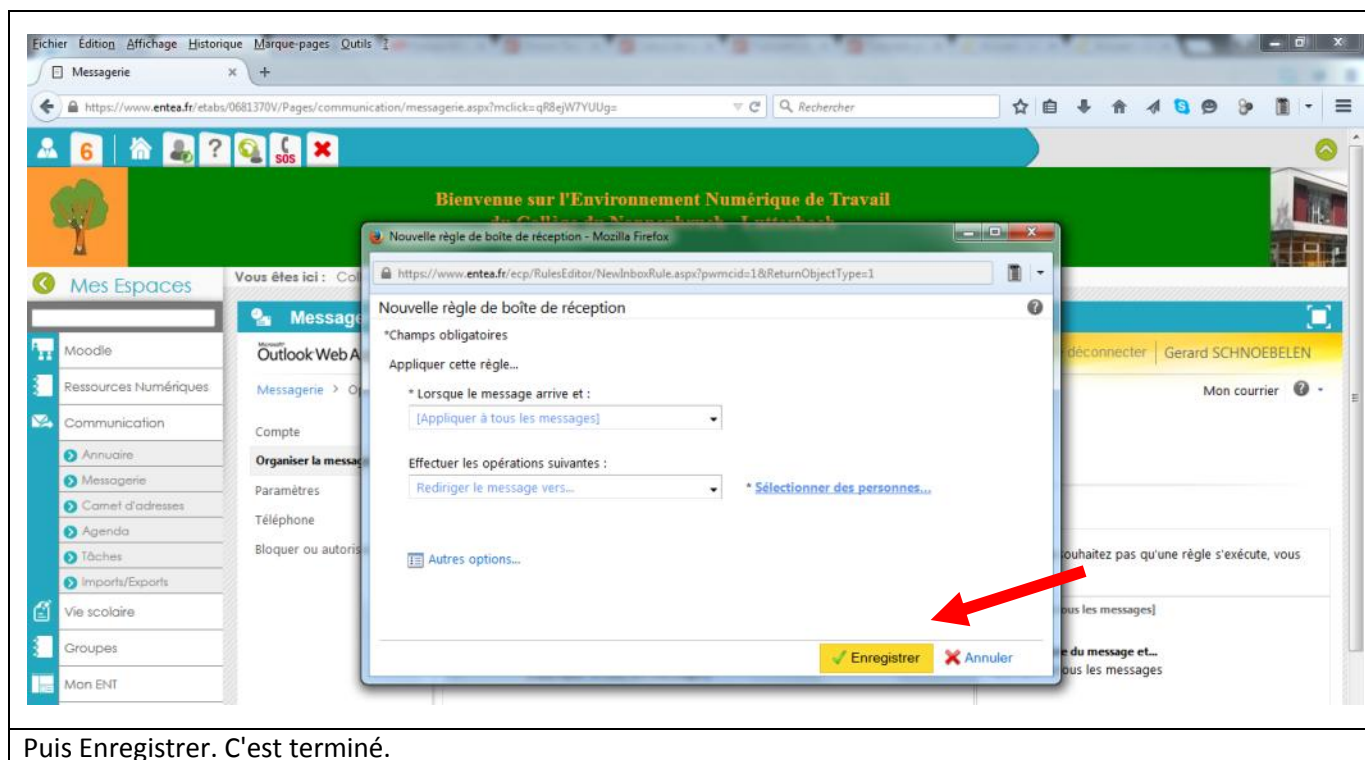 Fichier Édition Affichage Historique Marque-pages Outils ?
Messagerie × +
https://www.entea.fr/etabs/0681370V/Pages/communication/messagerie.aspx?mclick=qR8ejW7YUUg=
Rechercher
6 ? SOS
Bienvenue sur l'Environnement Numérique de Travail
Nouvelle règle de boîte de réception - Mozilla Firefox
https://www.entea.fr/ecp/RulesEditor/NewInboxRule.aspx?pwmcid=1&ReturnObjectType=1
Mes Espaces
Vous êtes ici : Col
Nouvelle règle de boîte de réception
Message
*Champs obligatoires
Moodle
Microsoft
Outlook Web A
déconnecter Gerard SCHNOEBELEN
Appliquer cette règle...
Ressources Numériques
Messagerie > Op
Mon courrier
* Lorsque le message arrive et :
[Appliquer à tous les messages]
Communication
Compte
Annuaire
Organiser la messag
Effectuer les opérations suivantes :
Messagerie
Paramètres
Rediriger le message vers...
* Sélectionner des personnes...
Carnet d'adresses
Téléphone
Agenda
Bloquer ou autoris
Tâches
Autres options...
ouhaitez pas qu'une règle s'exécute, vous
Imports/Exports
Vie scolaire
ous les messages]
Groupes
Enregistrer
Annuler
e du message et...
ous les messages
Mon ENT
Puis Enregistrer. C'est terminé.